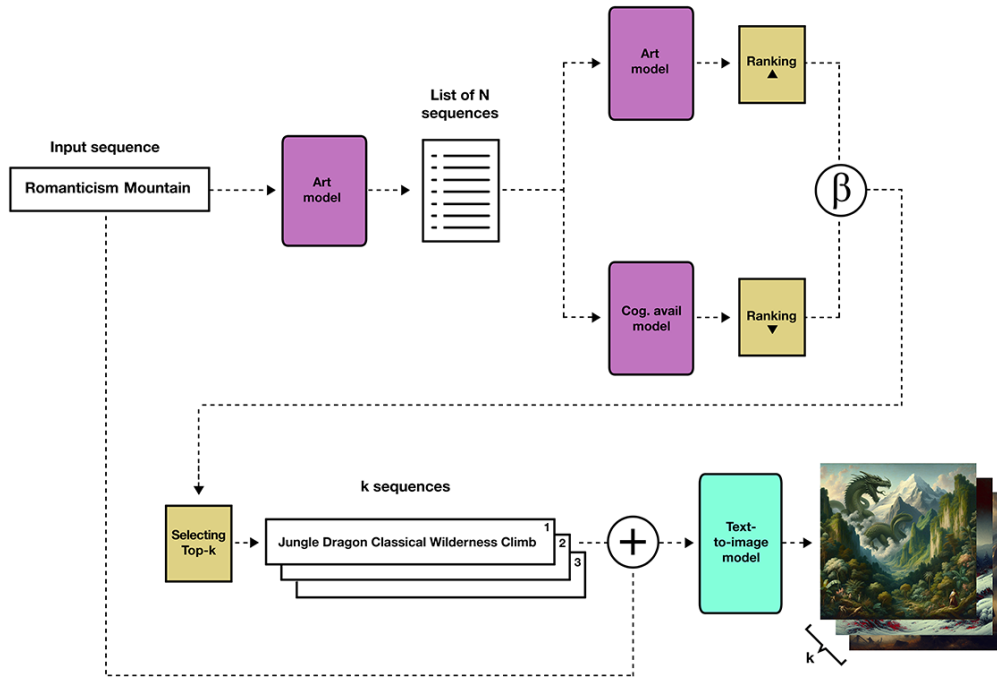 Input sequence
Romanticism Mountain
Art
model
List of N
sequences
Art
model
Ranking
▲
β
Cog. avail
model
Ranking
▼
Selecting
Top-k
k sequences
Jungle Dragon Classical Wilderness Climb
1
2
3
+
Text-
to-image
model
k